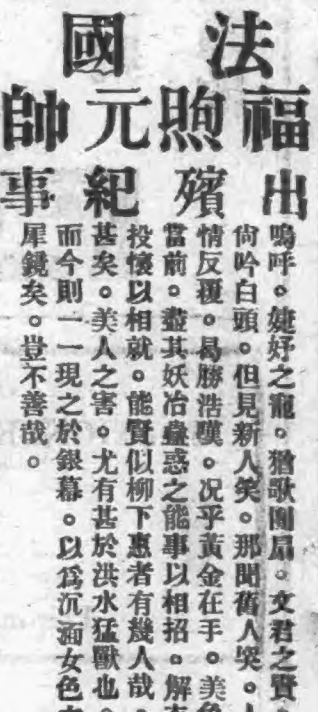 法國
福煦元帥
出殯紀事
嗚呼。婕妤之寵。猶歌團扇。文君之賢。
尙吟白頭。但見新人笑。那聞舊人哭。人
情反覆。曷勝浩嘆。况乎黃金在手。美色
當前。盡其妖冶蠱惑之能事以相招。解
投懷以相就。能賢似柳下惠者有幾人哉。
甚矣。美人之害。尤有甚於洪水猛獸也。
而今則一一現之於銀幕。以爲沉湎女色
犀鏡矣。豈不善哉。